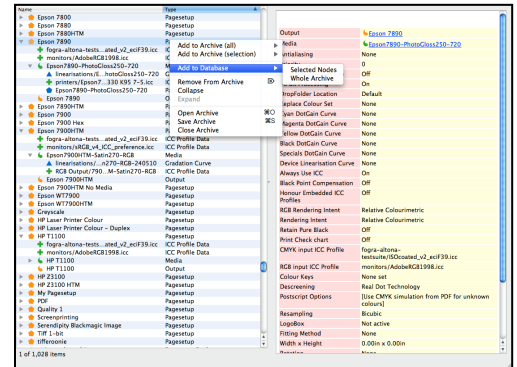 Name Type
Epson 7800 Pagesetup
Epson 7880 Pagesetup
Epson 7880HTM Pagesetup
Epson 7890
fogra-altona-tests...ated_v2_eciF39.icc
monitors/AdobeRGB1998.icc
Epson7890-PhotoGloss250-720
linearisations/E...hotoGloss250-720
printers/Epson7...330 K95 7-5.icc
Epson7890-PhotoGloss250-720
Epson 7890
Epson 7890HTM
Epson 7900
Epson 7900 Hex
Epson 7900HTM
fogra-altona-tests...ated_v2_eciF39.icc ICC Profile Data
monitors/sRGB_v4_ICC_preference.icc ICC Profile Data
Epson7900HTM-Satin270-RGB Media
linearisations/...n270-RGB-240510 Gradation Curve
RGB Output/790...M-Satin270-RGB ICC Profile Data
Epson 7900HTM Output
Epson 7900HTM No Media Pagesetup
Epson WT7900 Pagesetup
Epson WT7900HTM Pagesetup
Greyscale Pagesetup
HP Laser Printer Colour Pagesetup
HP Laser Printer Colour - Duplex Pagesetup
HP T1100 Pagesetup
fogra-altona-tests...ated_v2_eciF39.icc ICC Profile Data
monitors/AdobeRGB1998.icc ICC Profile Data
HP T1100 Media
HP T1100 Output
HP Z3100 Pagesetup
HP Z3100 HTM Pagesetup
My Pagesetup Pagesetup
PDF Pagesetup
Quality 1 Pagesetup
Screenprinting Pagesetup
Serendipity Blackmagic Image Pagesetup
Tiff 1-bit Pagesetup
tifferoonie Pagesetup
1 of 1,028 items
Add to Archive (all)
Add to Archive (selection)
Add to Database
Remove From Archive
Collapse
Expand
Open Archive ⌘O
Save Archive ⌘S
Close Archive
Selected Nodes
Whole Archive
Output Epson 7890
Media Epson7890-PhotoGloss250-720
Antialiasing None
0
Off
On
DropFolder Location Default
Replace Colour Set None
Cyan DotGain Curve None
Magenta DotGain Curve None
Yellow DotGain Curve None
Black DotGain Curve None
Specials DotGain Curve None
Device Linearisation Curve None
Always Use ICC On
Black Point Compensation Off
Honour Embedded ICC Profiles Off
RGB Rendering Intent Relative Colourimetric
Rendering Intent Relative Colourimetric
Retain Pure Black Off
Print Check chart Off
CMYK input ICC Profile fogra-altona-testsuite/ISOcoated_v2_eciF39.icc
RGB input ICC Profile monitors/AdobeRGB1998.icc
Colour Keys None set
Descreening Real Dot Technology
Postscript Options [Use CMYK simulation from PDF for unknown colours]
Resampling Bicubic
LogoBox Not active
Fitting Method None
Width x Height 0.00in x 0.00in
Rotation None